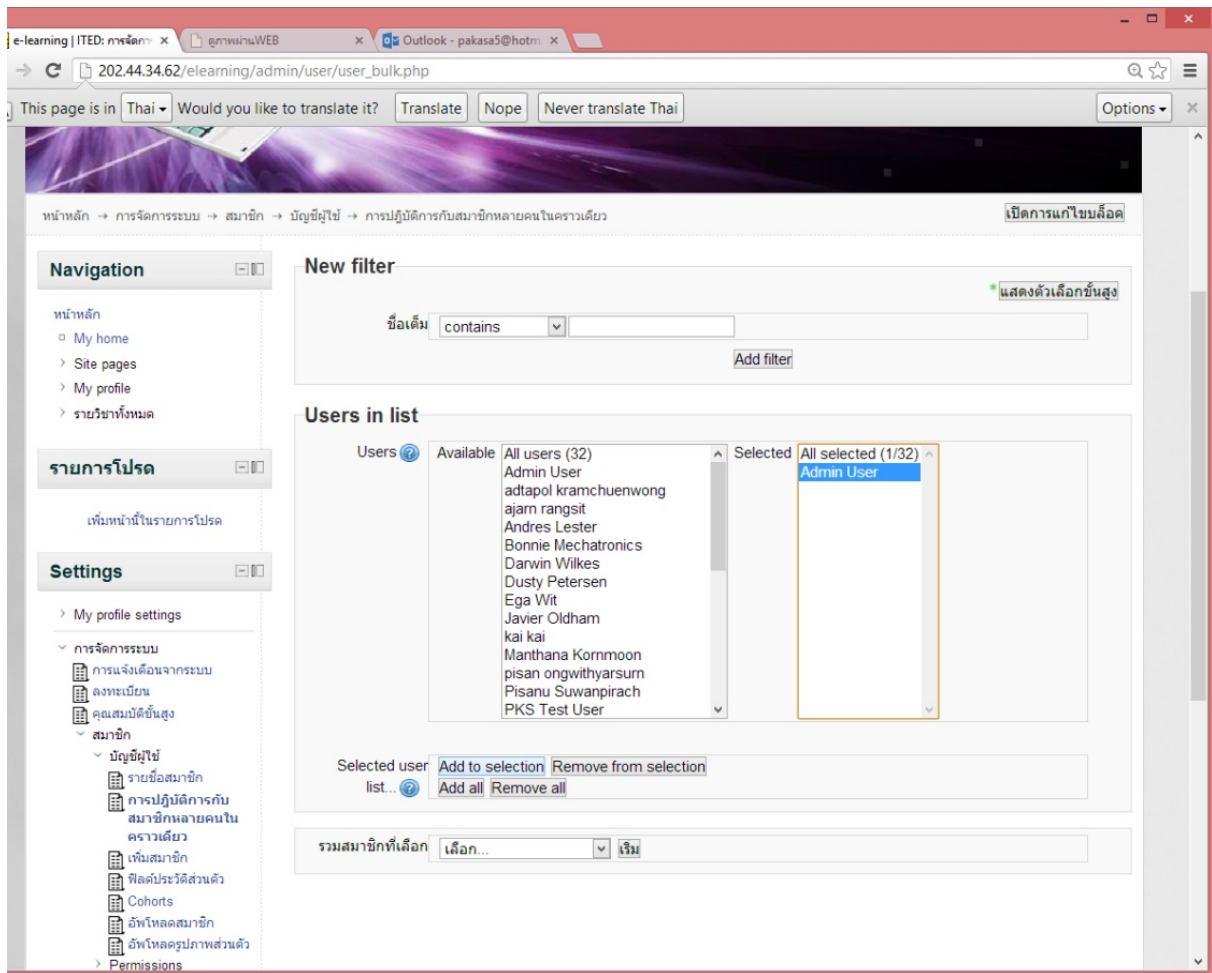 e-learning | ITED: การจัดการ
ดูภาพผ่านWEB
Outlook - pakasa5@hotm
202.44.34.62/elearning/admin/user/user_bulk.php
This page is in Thai Would you like to translate it? Translate Nope Never translate Thai Options
หน้าหลัก → การจัดการระบบ → สมาชิก → บัญชีผู้ใช้ → การปฏิบัติการกับสมาชิกหลายคนในคราวเดียว
เปิดการแก้ไขบล็อค
Navigation
หน้าหลัก
My home
Site pages
My profile
รายวิชาทั้งหมด
รายการโปรด
เพิ่มหน้านี้ในรายการโปรด
Settings
My profile settings
การจัดการระบบ
การแจ้งเตือนจากระบบ
ลงทะเบียน
คุณสมบัติขั้นสูง
สมาชิก
บัญชีผู้ใช้
รายชื่อสมาชิก
การปฏิบัติการกับ
สมาชิกหลายคนใน
คราวเดียว
เพิ่มสมาชิก
ฟิลด์ประวัติส่วนตัว
Cohorts
อัพโหลดสมาชิก
อัพโหลดรูปภาพส่วนตัว
Permissions
New filter
* แสดงตัวเลือกขั้นสูง
ชื่อเต็ม contains
Add filter
Users in list
Users Available
All users (32)
Admin User
adtapol kramchuenwong
ajarn rangsit
Andres Lester
Bonnie Mechatronics
Darwin Wilkes
Dusty Petersen
Ega Wit
Javier Oldham
kai kai
Manthana Kornmoon
pisan ongwithyarsurn
Pisanu Suwanpirach
PKS Test User
Selected
All selected (1/32)
Admin User
Selected user
list...
Add to selection Remove from selection
Add all Remove all
รวมสมาชิกที่เลือก เลือก... เริ่ม